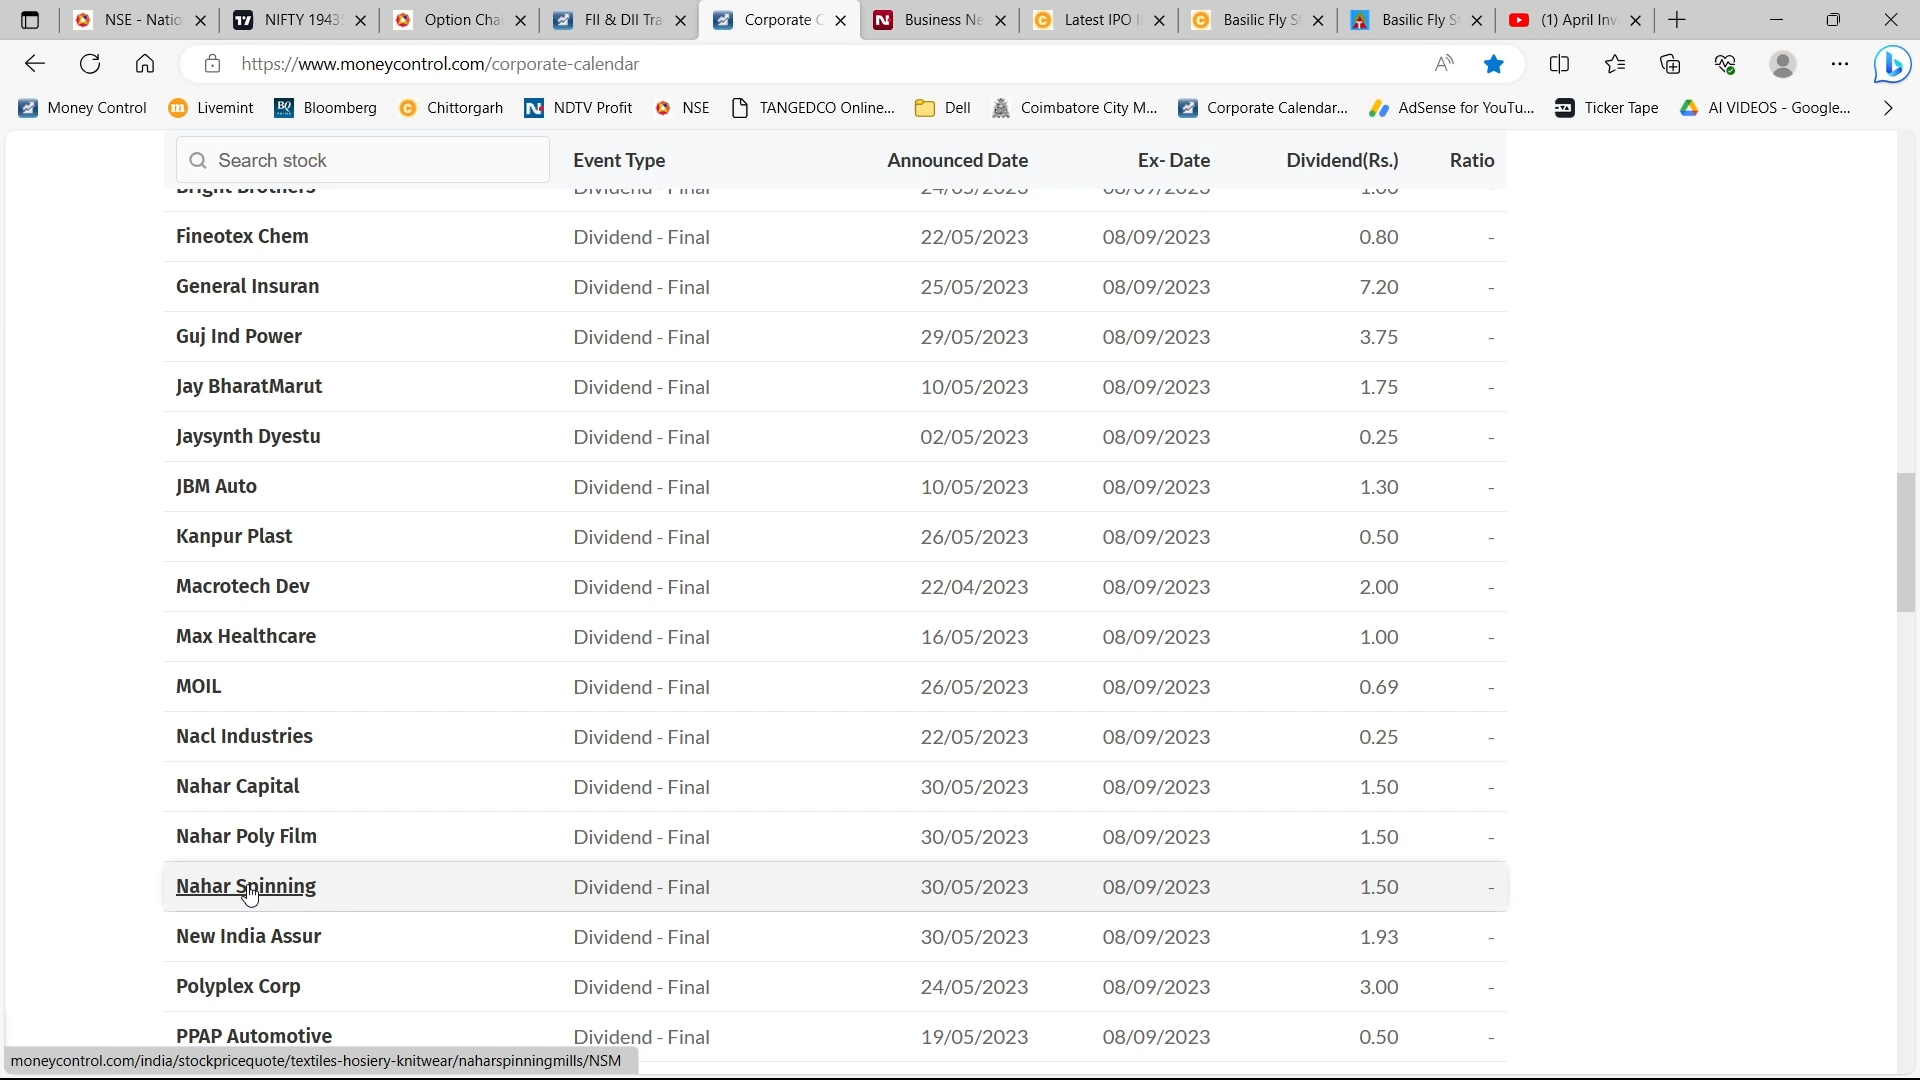 NSE - Natio
NIFTY 1943
Option Cha
FII & DII Tra
Corporate C
Business Ne
Latest IPO I
Basilic Fly S
Basilic Fly S
(1) April Inv
https://www.moneycontrol.com/corporate-calendar
Money Control Livemint Bloomberg Chittorgarh NDTV Profit NSE TANGEDCO Online... Dell Coimbatore City M... Corporate Calendar... AdSense for YouTu... Ticker Tape AI VIDEOS - Google...
Search stock Event Type Announced Date Ex- Date Dividend(Rs.) Ratio
Bright Brothers Dividend - Final 24/05/2023 08/09/2023 1.00 -
Fineotex Chem Dividend - Final 22/05/2023 08/09/2023 0.80 -
General Insuran Dividend - Final 25/05/2023 08/09/2023 7.20 -
Guj Ind Power Dividend - Final 29/05/2023 08/09/2023 3.75 -
Jay BharatMarut Dividend - Final 10/05/2023 08/09/2023 1.75 -
Jaysynth Dyestu Dividend - Final 02/05/2023 08/09/2023 0.25 -
JBM Auto Dividend - Final 10/05/2023 08/09/2023 1.30 -
Kanpur Plast Dividend - Final 26/05/2023 08/09/2023 0.50 -
Macrotech Dev Dividend - Final 22/04/2023 08/09/2023 2.00 -
Max Healthcare Dividend - Final 16/05/2023 08/09/2023 1.00 -
MOIL Dividend - Final 26/05/2023 08/09/2023 0.69 -
Nacl Industries Dividend - Final 22/05/2023 08/09/2023 0.25 -
Nahar Capital Dividend - Final 30/05/2023 08/09/2023 1.50 -
Nahar Poly Film Dividend - Final 30/05/2023 08/09/2023 1.50 -
Nahar Spinning Dividend - Final 30/05/2023 08/09/2023 1.50 -
New India Assur Dividend - Final 30/05/2023 08/09/2023 1.93 -
Polyplex Corp Dividend - Final 24/05/2023 08/09/2023 3.00 -
PPAP Automotive Dividend - Final 19/05/2023 08/09/2023 0.50 -
moneycontrol.com/india/stockpricequote/textiles-hosiery-knitwear/naharspinningmills/NSM